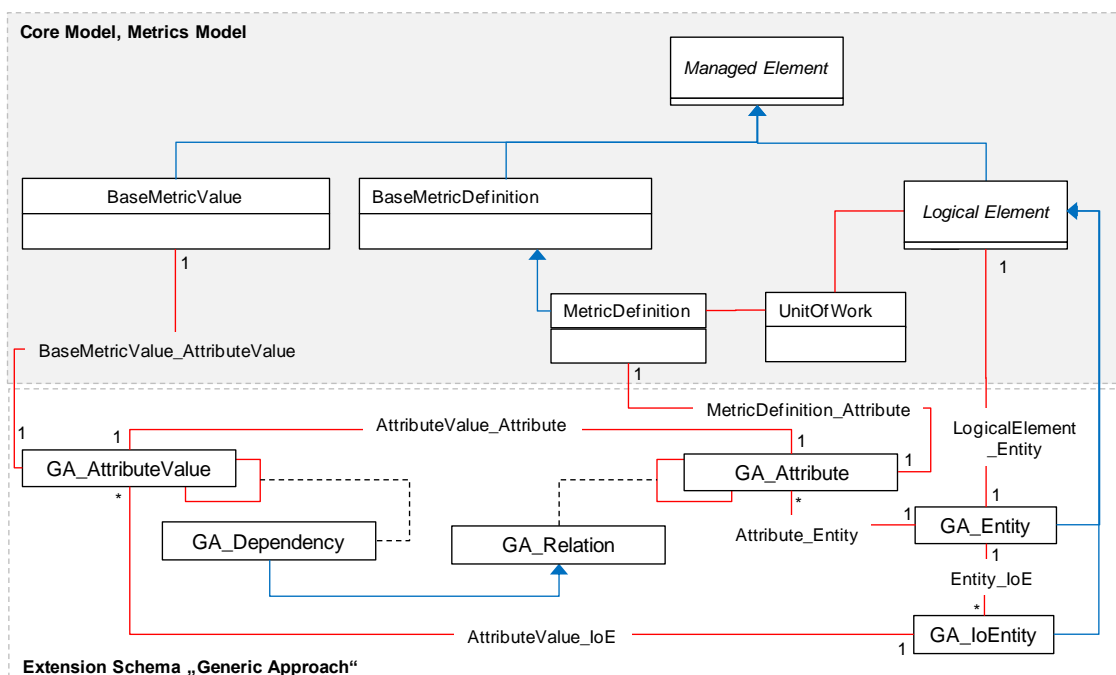 Core Model, Metrics Model
Managed Element
BaseMetricValue
BaseMetricDefinition
Logical Element
1
1
MetricDefinition
UnitOfWork
BaseMetricValue_AttributeValue
1
MetricDefinition_Attribute
AttributeValue_Attribute
LogicalElement
_Entity
1
1
1
1
GA_AttributeValue
GA_Attribute
1
*
*
1
GA_Entity
Attribute_Entity
GA_Dependency
GA_Relation
1
Entity_IoE
*
AttributeValue_IoE
GA_IoEntity
1
Extension Schema „Generic Approach“